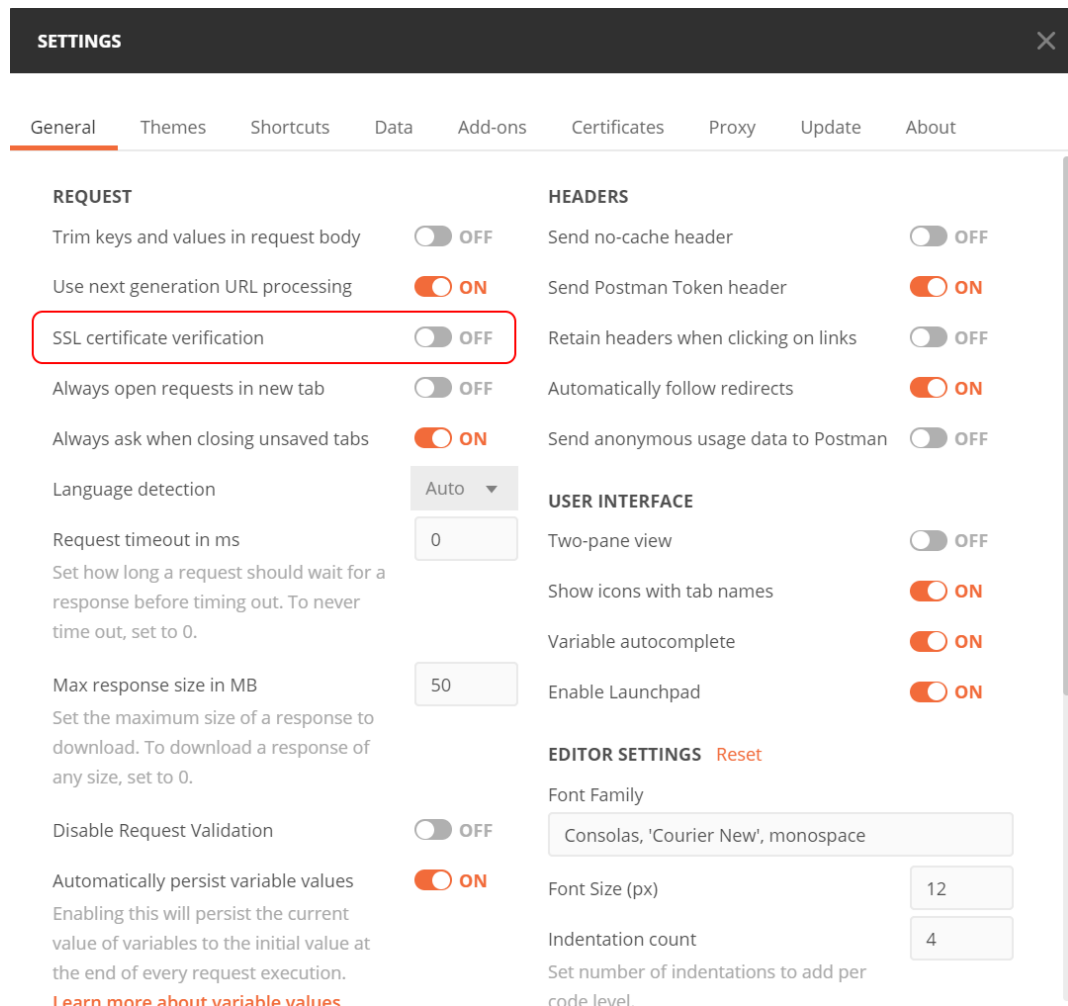 SETTINGS
General Themes Shortcuts Data Add-ons Certificates Proxy Update About
REQUEST
Trim keys and values in request body OFF
Use next generation URL processing ON
SSL certificate verification OFF
Always open requests in new tab OFF
Always ask when closing unsaved tabs ON
Language detection Auto
Request timeout in ms 0
Set how long a request should wait for a
response before timing out. To never
time out, set to 0.
Max response size in MB 50
Set the maximum size of a response to
download. To download a response of
any size, set to 0.
Disable Request Validation OFF
Automatically persist variable values ON
Enabling this will persist the current
value of variables to the initial value at
the end of every request execution.
Learn more about variable values
HEADERS
Send no-cache header OFF
Send Postman Token header ON
Retain headers when clicking on links OFF
Automatically follow redirects ON
Send anonymous usage data to Postman OFF
USER INTERFACE
Two-pane view OFF
Show icons with tab names ON
Variable autocomplete ON
Enable Launchpad ON
EDITOR SETTINGS Reset
Font Family
Consolas, 'Courier New', monospace
Font Size (px) 12
Indentation count 4
Set number of indentations to add per
code level.